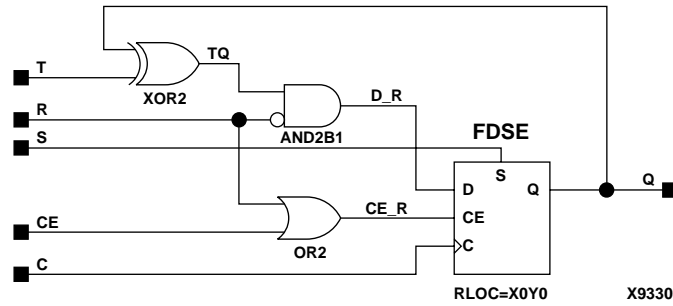 T
TQ
XOR2
R
D_R
AND2B1
FDSE
S
S
Q
D
Q
CE
CE_R
CE
OR2
C
C
RLOC=X0Y0
X9330